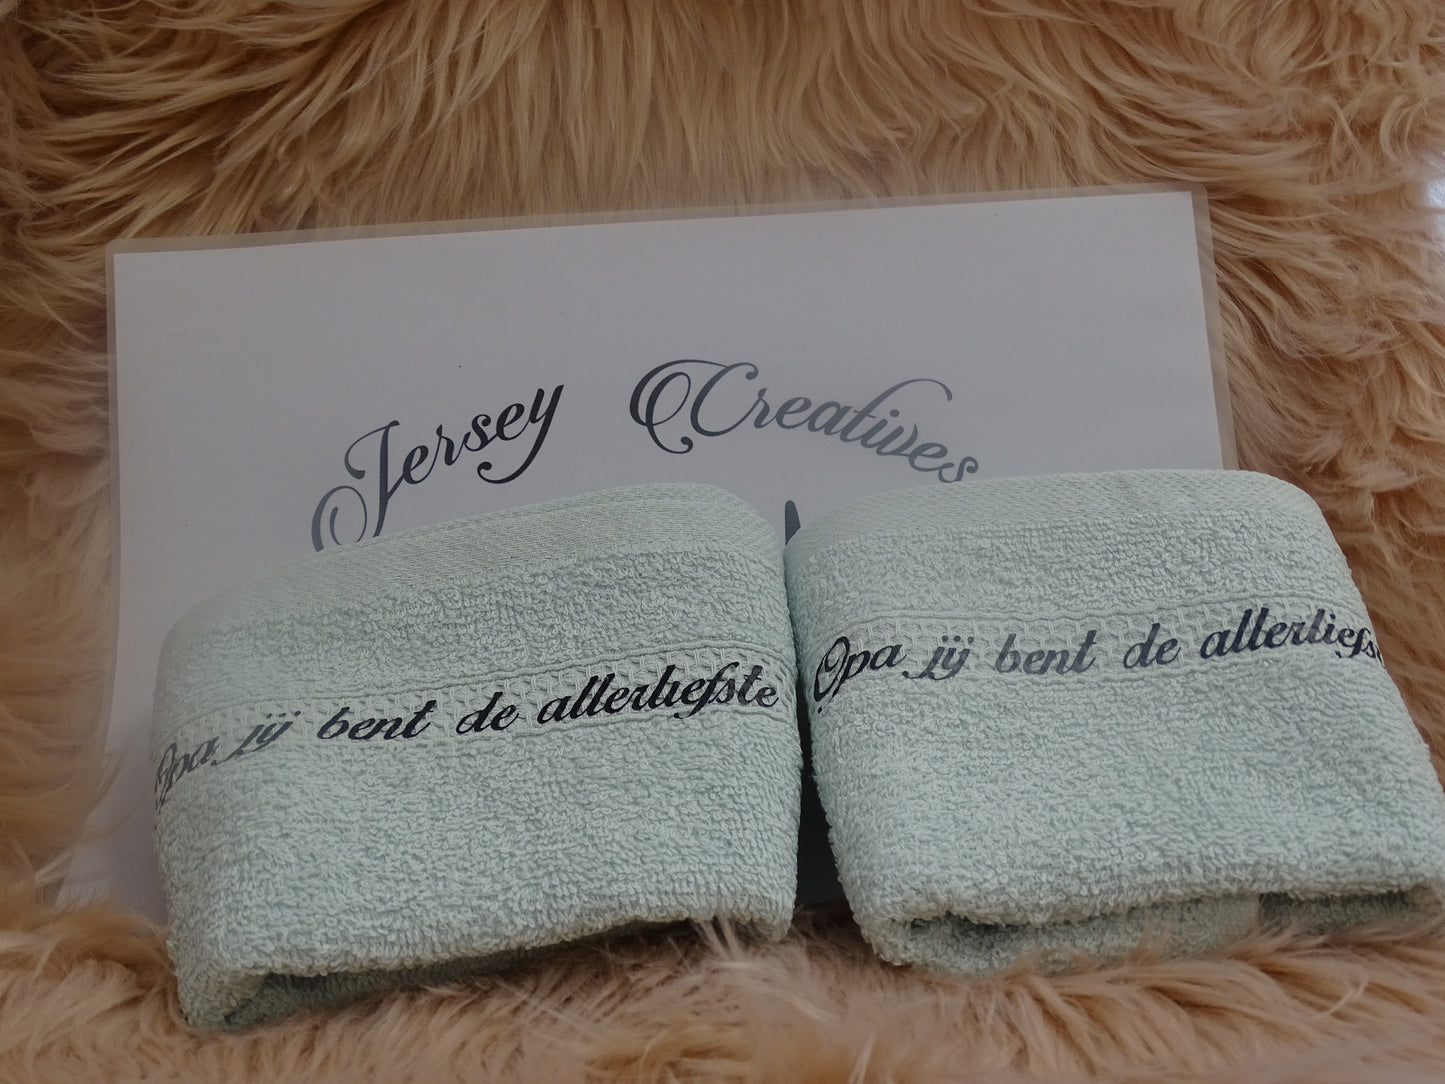 Jersey Creatives
Opa jij bent de allerliefste
Opa jij bent de allerliefste